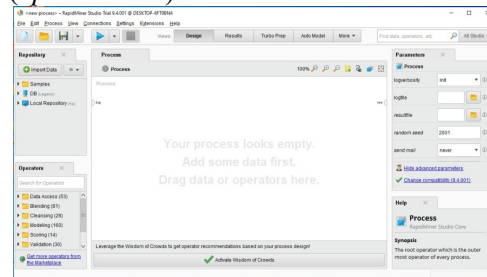 <new process> – RapidMiner Studio Trial 9.4.001 @ DESKTOP-6F798N4
File Edit Process View Connections Settings Extensions Help
Views: Design Results Turbo Prep Auto Model More
Find data, operators...etc
All Studio
Repository
Import Data
Samples
DB (Legacy)
Local Repository
Operators
Search for Operators
Data Access (53)
Blending (81)
Cleansing (29)
Modeling (169)
Scoring (14)
Validation (30)
Get more operators from the Marketplace
Process
Process
100%
Process
inp
res
Your process looks empty.
Add some data first.
Drag data or operators here.
Leverage the Wisdom of Crowds to get operator recommendations based on your process design!
Activate Wisdom of Crowds
Parameters
Process
logverbosity init
logfile
resultfile
random seed 2001
send mail never
Hide advanced parameters
Change compatibility (9.4.001)
Help
Process
RapidMiner Studio Core
Synopsis
The root operator which is the outer
most operator of every process.